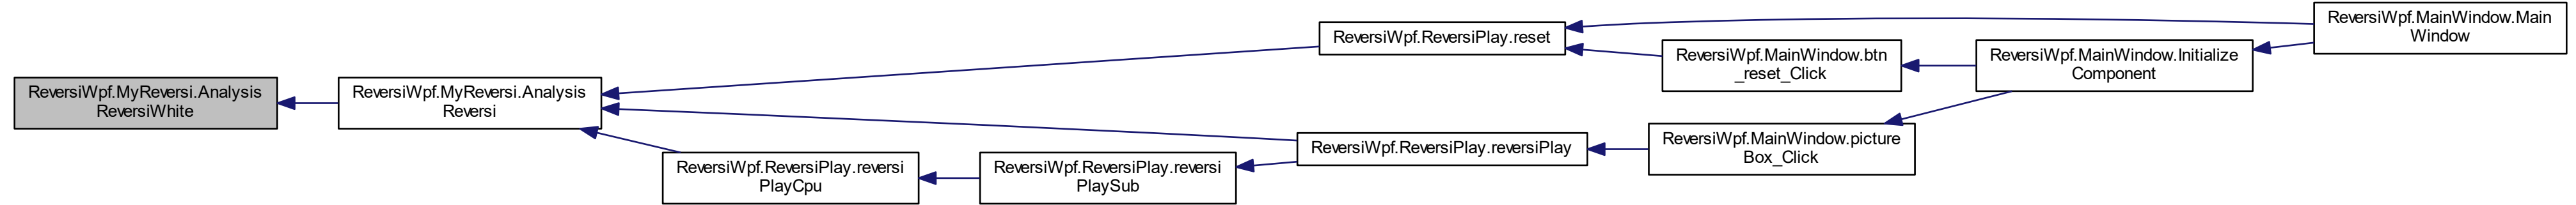 ReversiWpf.MyReversi.Analysis
ReversiWhite
ReversiWpf.MyReversi.Analysis
Reversi
ReversiWpf.ReversiPlay.reset
ReversiWpf.MainWindow.Main
Window
ReversiWpf.MainWindow.btn
_reset_Click
ReversiWpf.MainWindow.Initialize
Component
ReversiWpf.ReversiPlay.reversi
PlayCpu
ReversiWpf.ReversiPlay.reversi
PlaySub
ReversiWpf.ReversiPlay.reversiPlay
ReversiWpf.MainWindow.picture
Box_Click